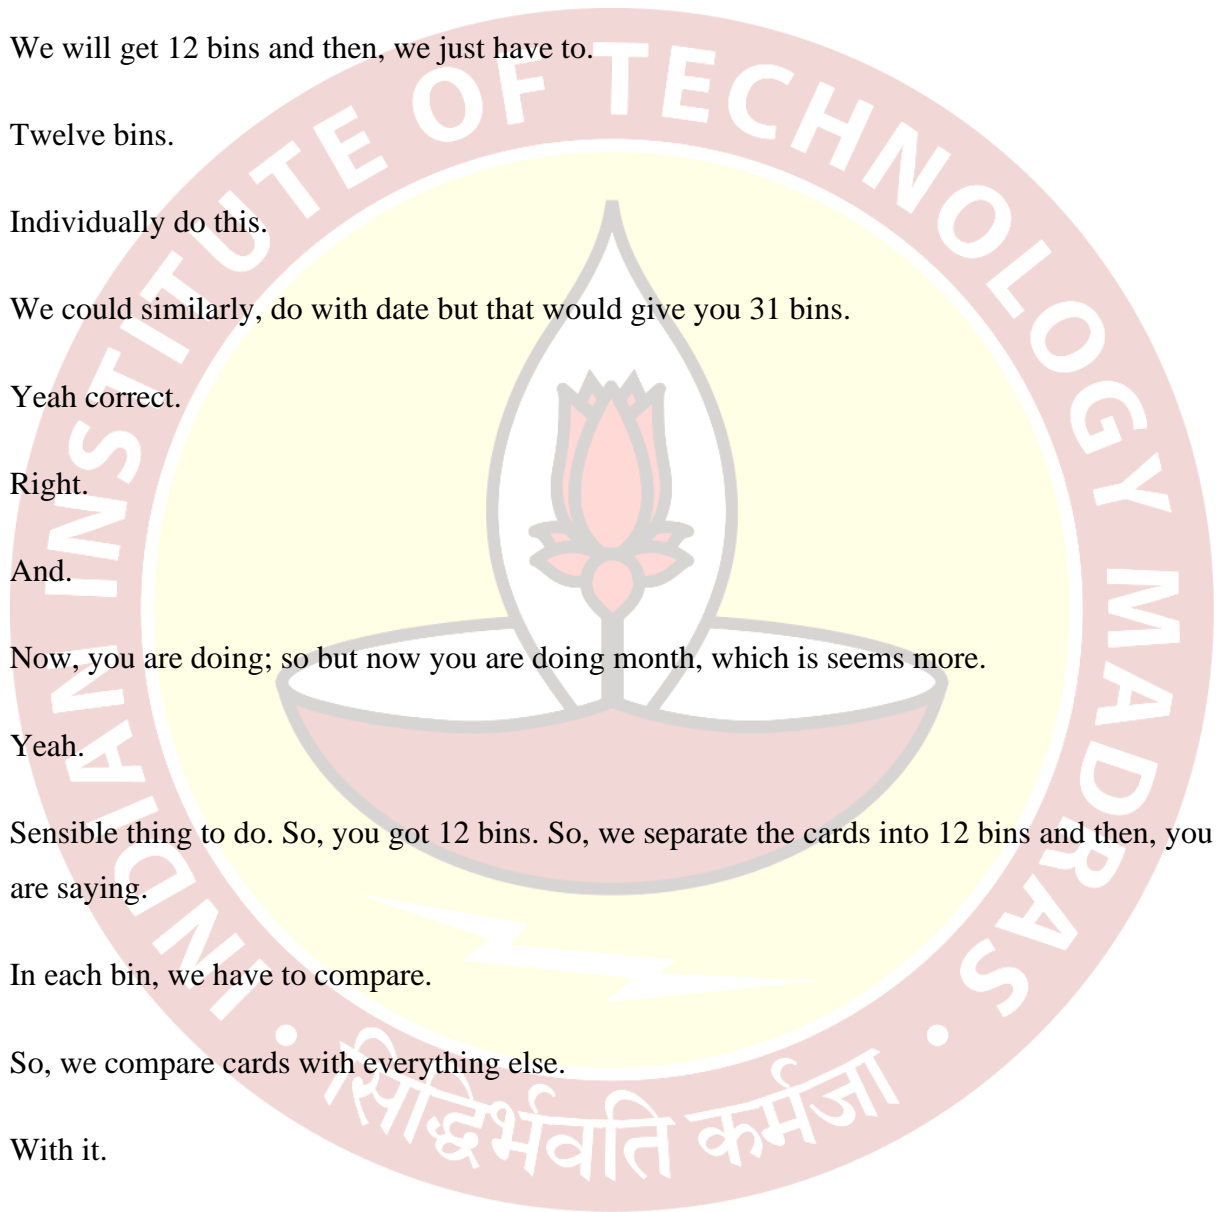 We will get 12 bins and then, we just have to.
Twelve bins.
Individually do this.
We could similarly, do with date but that would give you 31 bins.
Yeah correct.
Right.
And.
Now, you are doing; so but now you are doing month, which is seems more.
Yeah.
Sensible thing to do. So, you got 12 bins. So, we separate the cards into 12 bins and then, you
are saying.
In each bin, we have to compare.
So, we compare cards with everything else.
With it.
INDIAN INSTITUTE OF TECHNOLOGY MADRAS
सिद्धिर्भवति कर्मजा